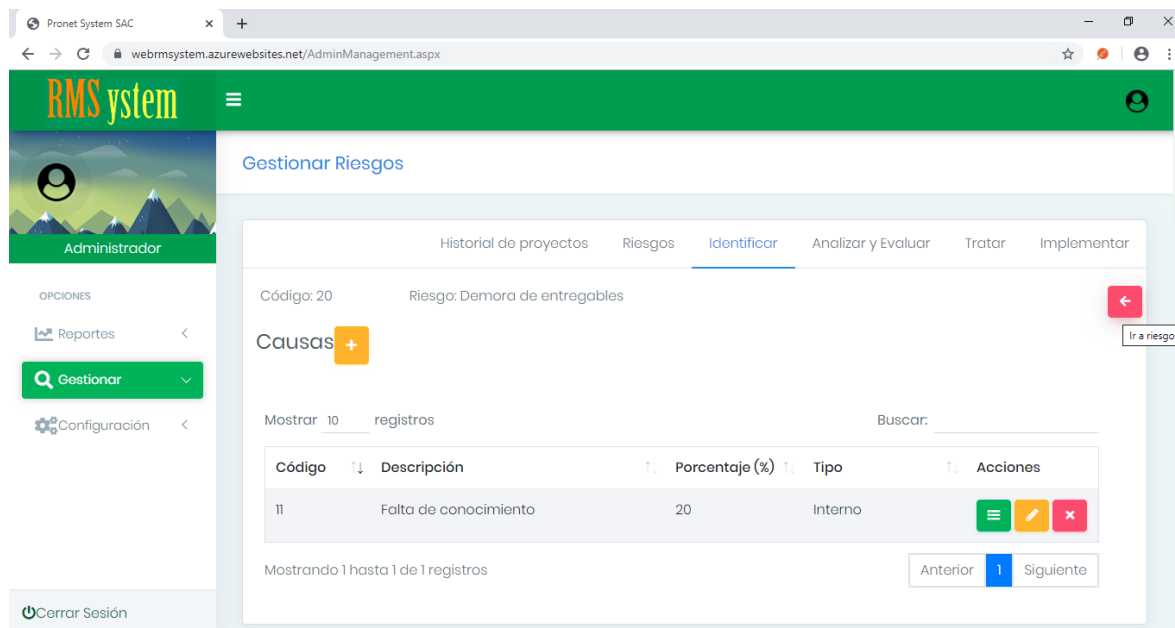 Pronet System SAC
webrmsystem.azurewebsites.net/AdminManagement.aspx
RMSystem
Gestionar Riesgos
Administrador
Historial de proyectos Riesgos Identificar Analizar y Evaluar Tratar Implementar
OPCIONES
Código: 20 Riesgo: Demora de entregables
Reportes
Ir a riesgo
Causas +
Gestionar
Mostrar 10 registros Buscar:
Configuración
Código Descripción Porcentaje (%) Tipo Acciones
11 Falta de conocimiento 20 Interno
Mostrando 1 hasta 1 de 1 registros Anterior 1 Siguiente
Cerrar Sesión